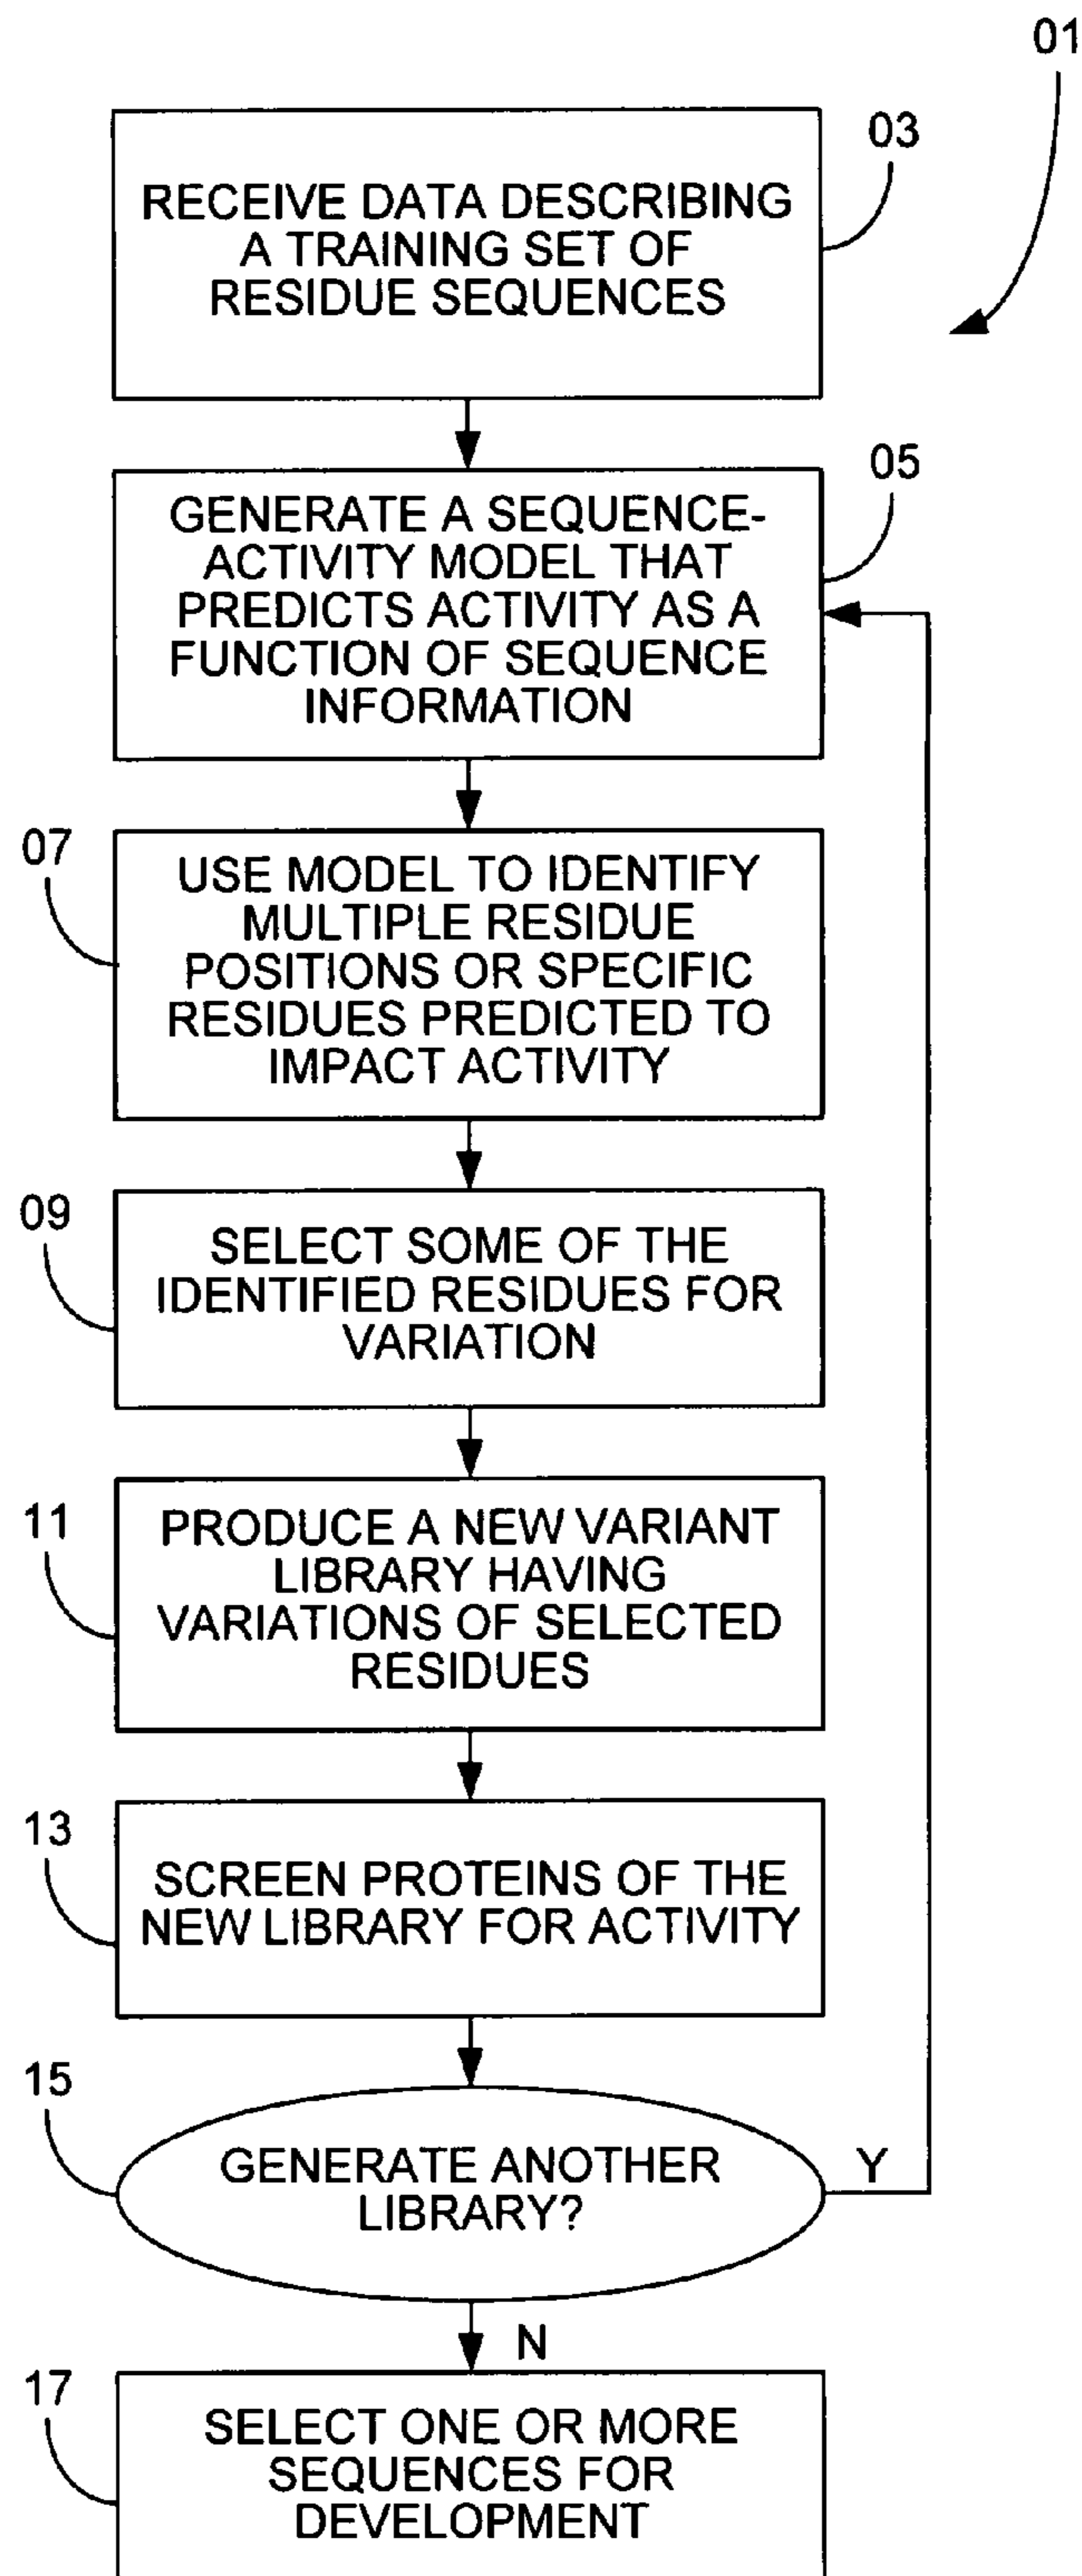 01
03
RECEIVE DATA DESCRIBING
A TRAINING SET OF
RESIDUE SEQUENCES
05
GENERATE A SEQUENCE-
ACTIVITY MODEL THAT
PREDICTS ACTIVITY AS A
FUNCTION OF SEQUENCE
INFORMATION
07
USE MODEL TO IDENTIFY
MULTIPLE RESIDUE
POSITIONS OR SPECIFIC
RESIDUES PREDICTED TO
IMPACT ACTIVITY
09
SELECT SOME OF THE
IDENTIFIED RESIDUES FOR
VARIATION
11
PRODUCE A NEW VARIANT
LIBRARY HAVING
VARIATIONS OF SELECTED
RESIDUES
13
SCREEN PROTEINS OF THE
NEW LIBRARY FOR ACTIVITY
15
GENERATE ANOTHER
LIBRARY?
Y
N
17
SELECT ONE OR MORE
SEQUENCES FOR
DEVELOPMENT